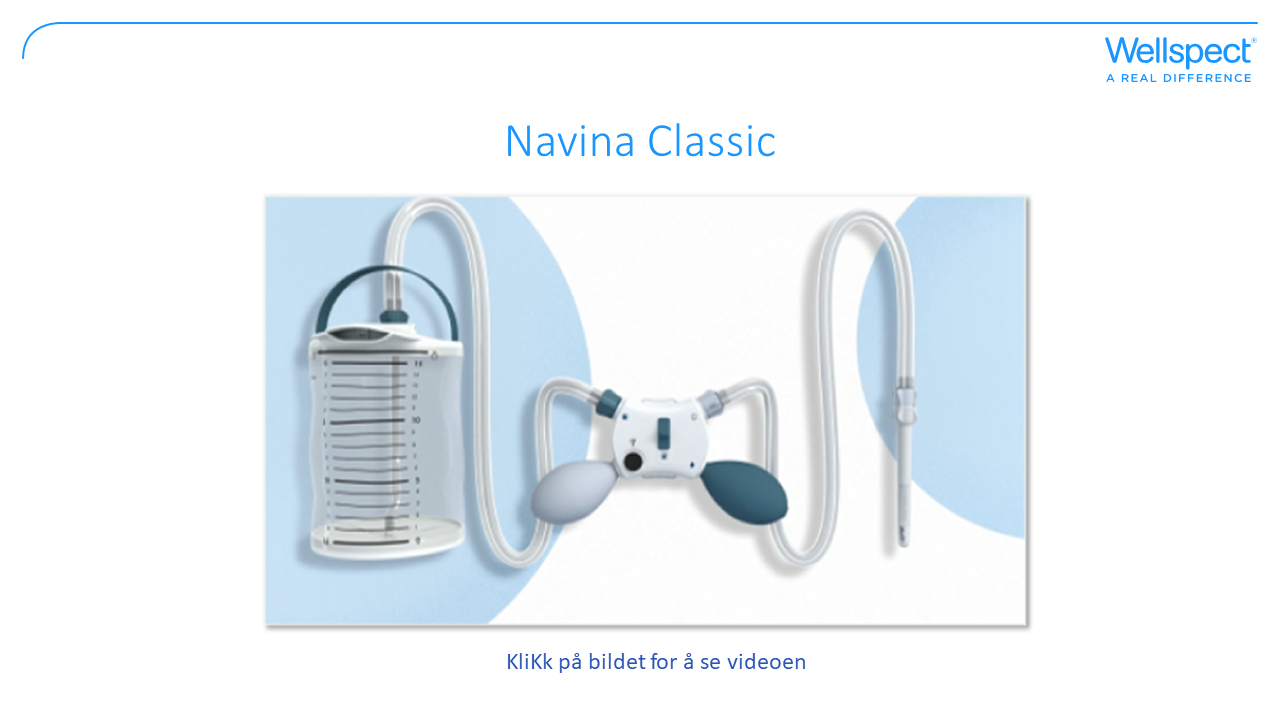 Wellspect®
A REAL DIFFERENCE
Navina Classic
KliKk på bildet for å se videoen